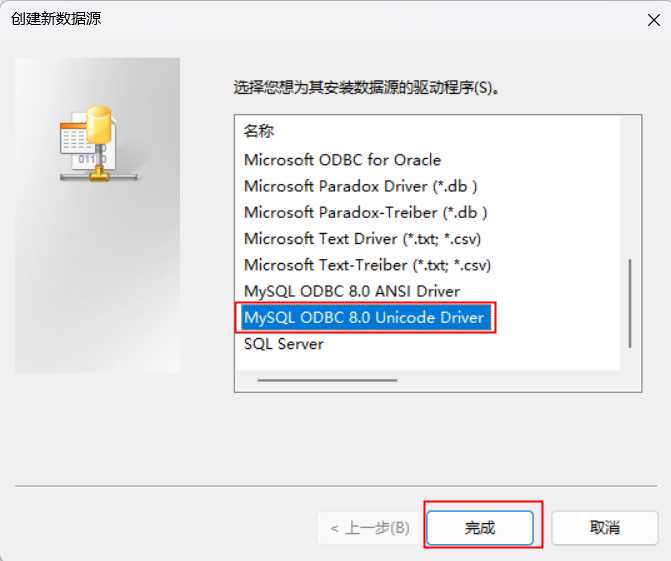 创建新数据源
选择您想为其安装数据源的驱动程序(S)。
名称
Microsoft ODBC for Oracle
Microsoft Paradox Driver (*.db )
Microsoft Paradox-Treiber (*.db )
Microsoft Text Driver (*.txt; *.csv)
Microsoft Text-Treiber (*.txt; *.csv)
MySQL ODBC 8.0 ANSI Driver
MySQL ODBC 8.0 Unicode Driver
SQL Server
< 上一步(B)
完成
取消